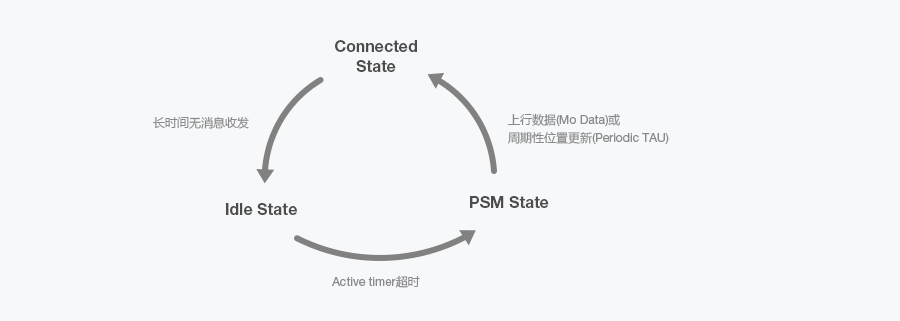 Connected
State
长时间无消息收发
上行数据(Mo Data)或
周期性位置更新(Periodic TAU)
Idle State
PSM State
Active timer超时